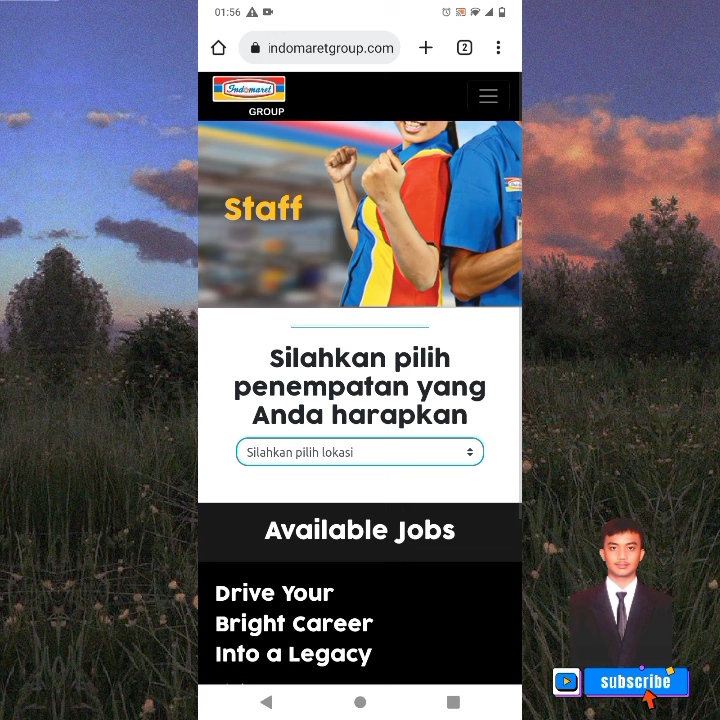 01:56
indomaretgroup.com
2
Indomaret
GROUP
Staff
Silahkan pilih
penempatan yang
Anda harapkan
Silahkan pilih lokasi
Available Jobs
Drive Your
Bright Career
Into a Legacy
subscribe